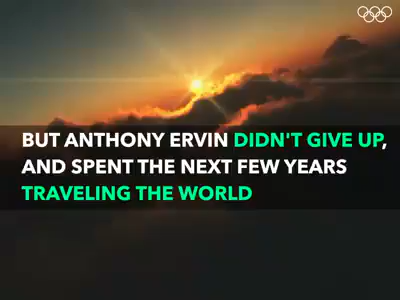 BUT ANTHONY ERVIN DIDN'T GIVE UP,
AND SPENT THE NEXT FEW YEARS
TRAVELING THE WORLD